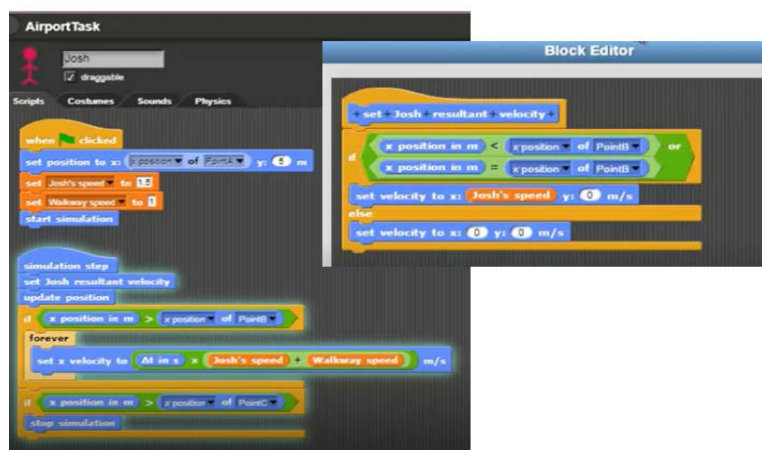 AirportTask
Josh
draggable
Scripts Costumes Sounds Physics
when clicked
set position to x: x position of PointA y: 5 m
set Josh's speed to 1.5
set Walkway speed to 1
start simulation
simulation step
set Josh resultant velocity
update position
if x position in m > x position of PointB
forever
set x velocity to Δt in s × Josh's speed + Walkway speed m/s
if x position in m > x position of PointC
stop simulation
Block Editor
+ set + Josh + resultant + velocity +
if x position in m < x position of PointB or
x position in m = x position of PointB
set velocity to x: Josh's speed y: 0 m/s
else
set velocity to x: 0 y: 0 m/s